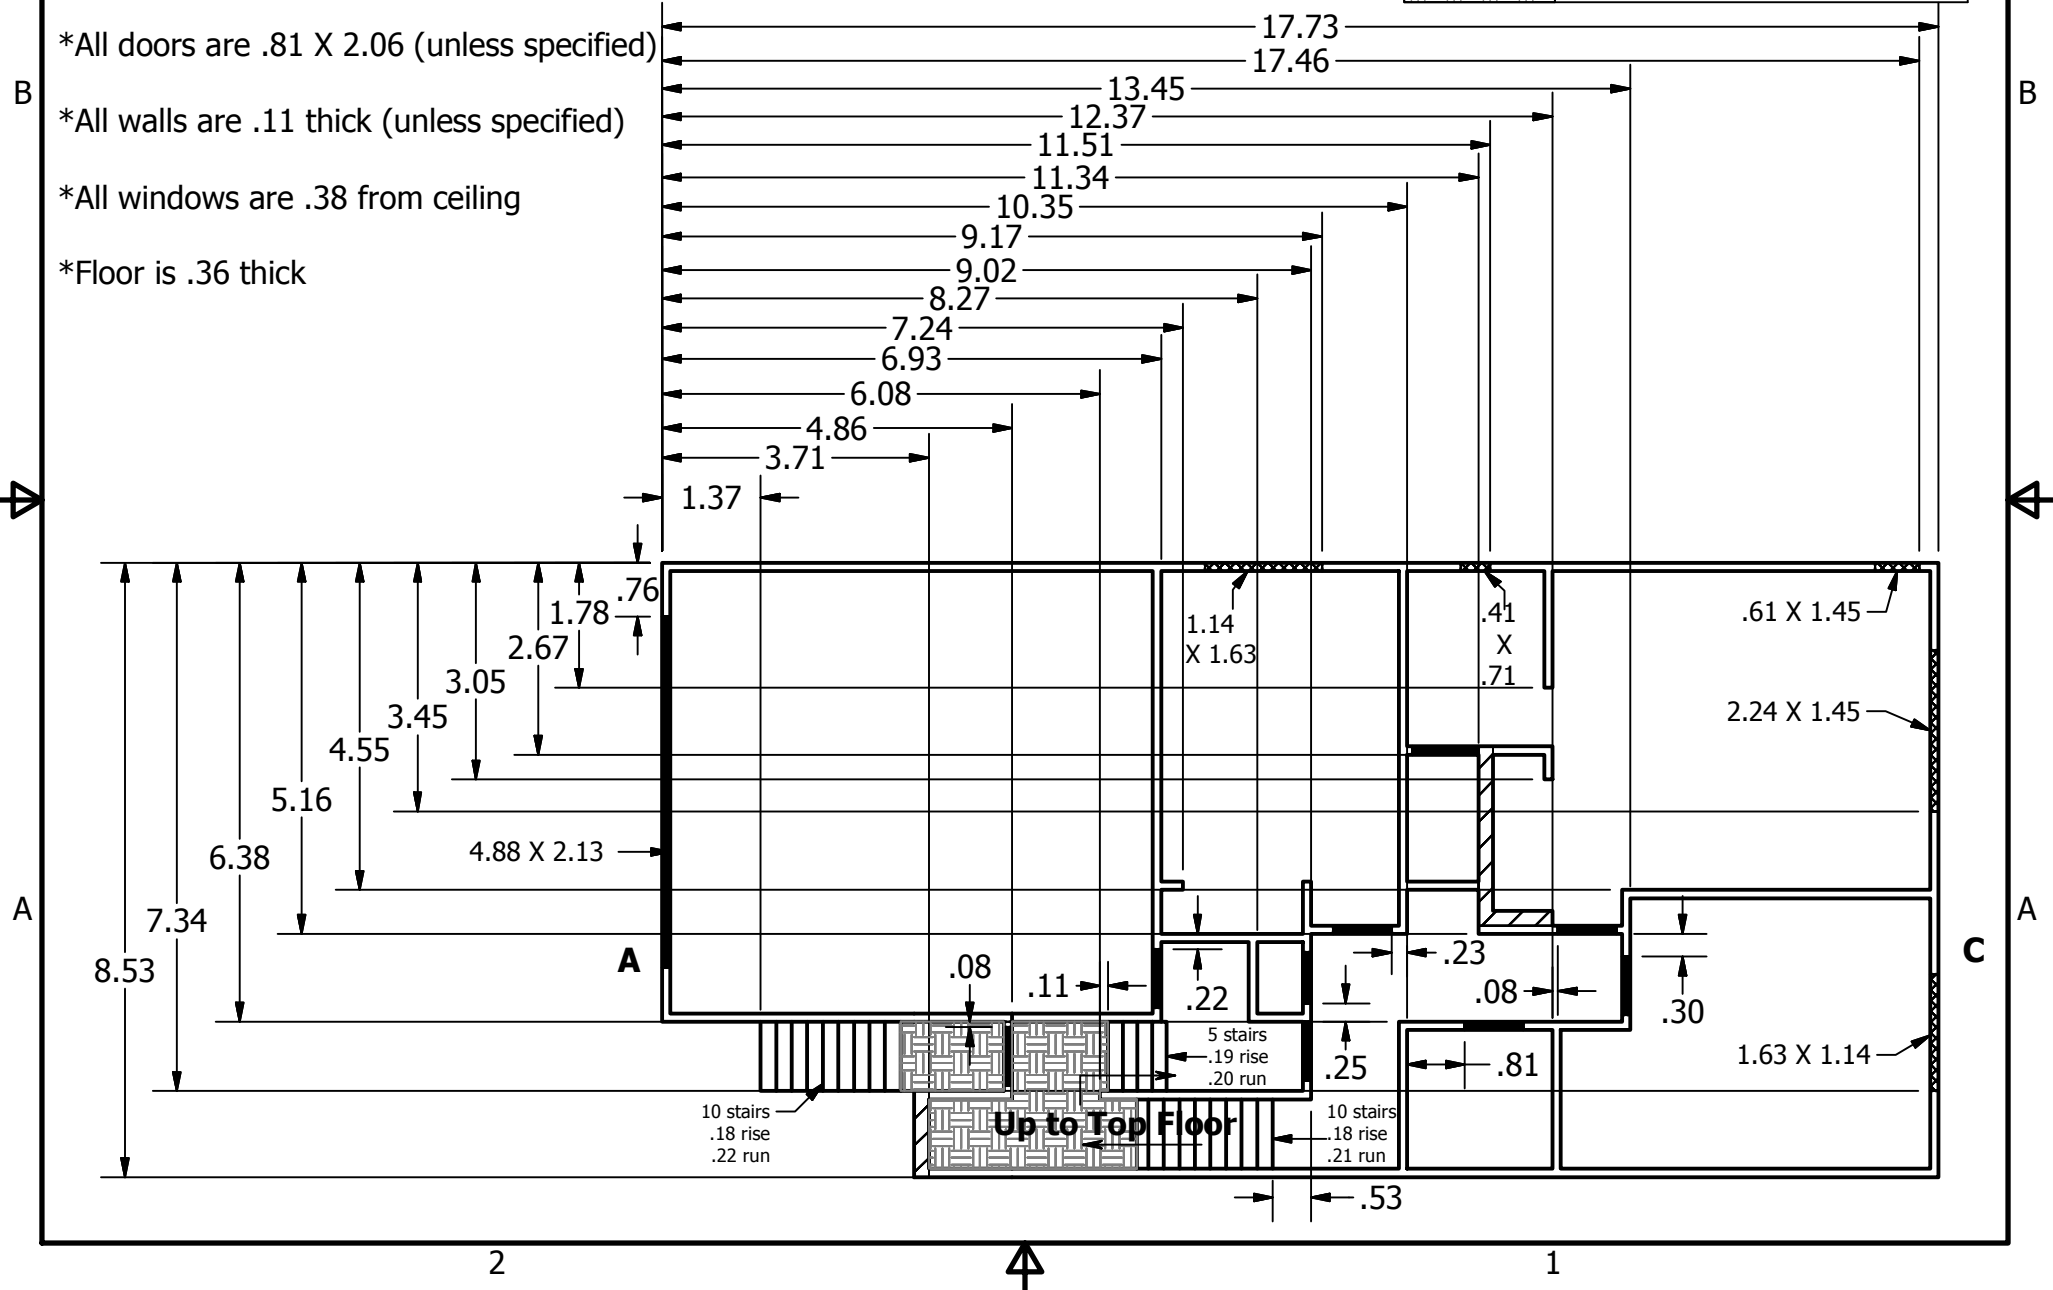 17.73
*All doors are .81 X 2.06 (unless specified)
17.46
13.45
B
B
12.37
*All walls are .11 thick (unless specified)
11.51
11.34
*All windows are .38 from ceiling
10.35
9.17
9.02
*Floor is .36 thick
8.27
7.24
6.93
6.08
4.86
3.71
1.37
.76
1.78
2.67
3.05
3.45
4.55
5.16
6.38
7.34
8.53
4.88 X 2.13
1.14
X 1.63
.41
X
.71
.61 X 1.45
2.24 X 1.45
A
A
A
C
.08
.11
.22
.23
.08
.30
5 stairs
.19 rise
.20 run
.25
.81
1.63 X 1.14
10 stairs
.18 rise
.22 run
Up to Top Floor
10 stairs
.18 rise
.21 run
.53
2
1